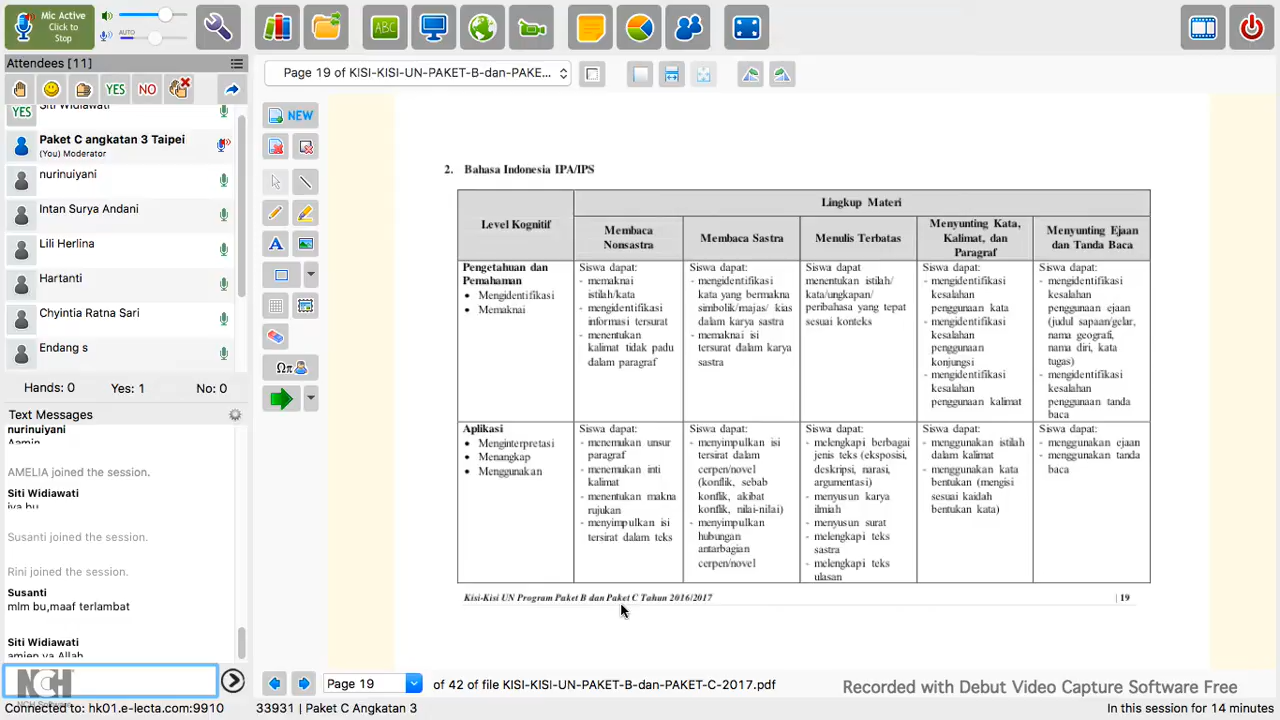 Mic Active
Click to
Stop
AUTO
ABC
Attendees [11]
YES
NO
YES
Siti Widiawati
Paket C angkatan 3 Taipei
(You) Moderator
nurinuiyani
Intan Surya Andani
Lili Herlina
Hartanti
Chyintia Ratna Sari
Endang s
Hands: 0 Yes: 1 No: 0
Text Messages
nurinuiyani
Aamin
AMELIA joined the session.
Siti Widiawati
iya bu
Susanti joined the session.
Rini joined the session.
Susanti
mlm bu,maaf terlambat
Siti Widiawati
amien ya Allah
NCH
NCH Software
Connected to: hk01.e-lecta.com:9910
33931 | Paket C Angkatan 3
In this session for 14 minutes
Page 19 of KISI-KISI-UN-PAKET-B-dan-PAKE...
NEW
A
Ωπ
2. Bahasa Indonesia IPA/IPS
Level Kognitif
Lingkup Materi
Membaca
Nonsastra
Membaca Sastra
Menulis Terbatas
Menyunting Kata,
Kalimat, dan
Paragraf
Menyunting Ejaan
dan Tanda Baca
Pengetahuan dan
Pemahaman
• Mengidentifikasi
• Memaknai
Siswa dapat:
- memaknai
istilah/kata
- mengidentifikasi
informasi tersurat
- menentukan
kalimat tidak padu
dalam paragraf
Siswa dapat:
- mengidentifikasi
kata yang bermakna
simbolik/majas/ kias
dalam karya sastra
- memaknai isi
tersurat dalam karya
sastra
Siswa dapat
menentukan istilah/
kata/ungkapan/
peribahasa yang tepat
sesuai konteks
Siswa dapat:
- mengidentifikasi
kesalahan
penggunaan kata
- mengidentifikasi
kesalahan
penggunaan
konjungsi
- mengidentifikasi
kesalahan
penggunaan kalimat
Siswa dapat:
- mengidentifikasi
kesalahan
penggunaan ejaan
(judul sapaan/gelar,
nama geografi,
nama diri, kata
tugas)
- mengidentifikasi
kesalahan
penggunaan tanda
baca
Aplikasi
• Menginterpretasi
• Menangkap
• Menggunakan
Siswa dapat:
- menemukan unsur
paragraf
- menemukan inti
kalimat
- menentukan makna
rujukan
- menyimpulkan isi
tersirat dalam teks
Siswa dapat:
- menyimpulkan isi
tersirat dalam
cerpen/novel
(konflik, sebab
konflik, akibat
konflik, nilai-nilai)
- menyimpulkan
hubungan
antarbagian
cerpen/novel
Siswa dapat:
- melengkapi berbagai
jenis teks (eksposisi,
deskripsi, narasi,
argumentasi)
- menyusun karya
ilmiah
- menyusun surat
- melengkapi teks
sastra
- melengkapi teks
ulasan
Siswa dapat:
- menggunakan istilah
dalam kalimat
- menggunakan kata
bentukan (mengisi
sesuai kaidah
bentukan kata)
Siswa dapat:
- menggunakan ejaan
- menggunakan tanda
baca
Kisi-Kisi UN Program Paket B dan Paket C Tahun 2016/2017
| 19
Page 19
of 42 of file KISI-KISI-UN-PAKET-B-dan-PAKET-C-2017.pdf
Recorded with Debut Video Capture Software Free